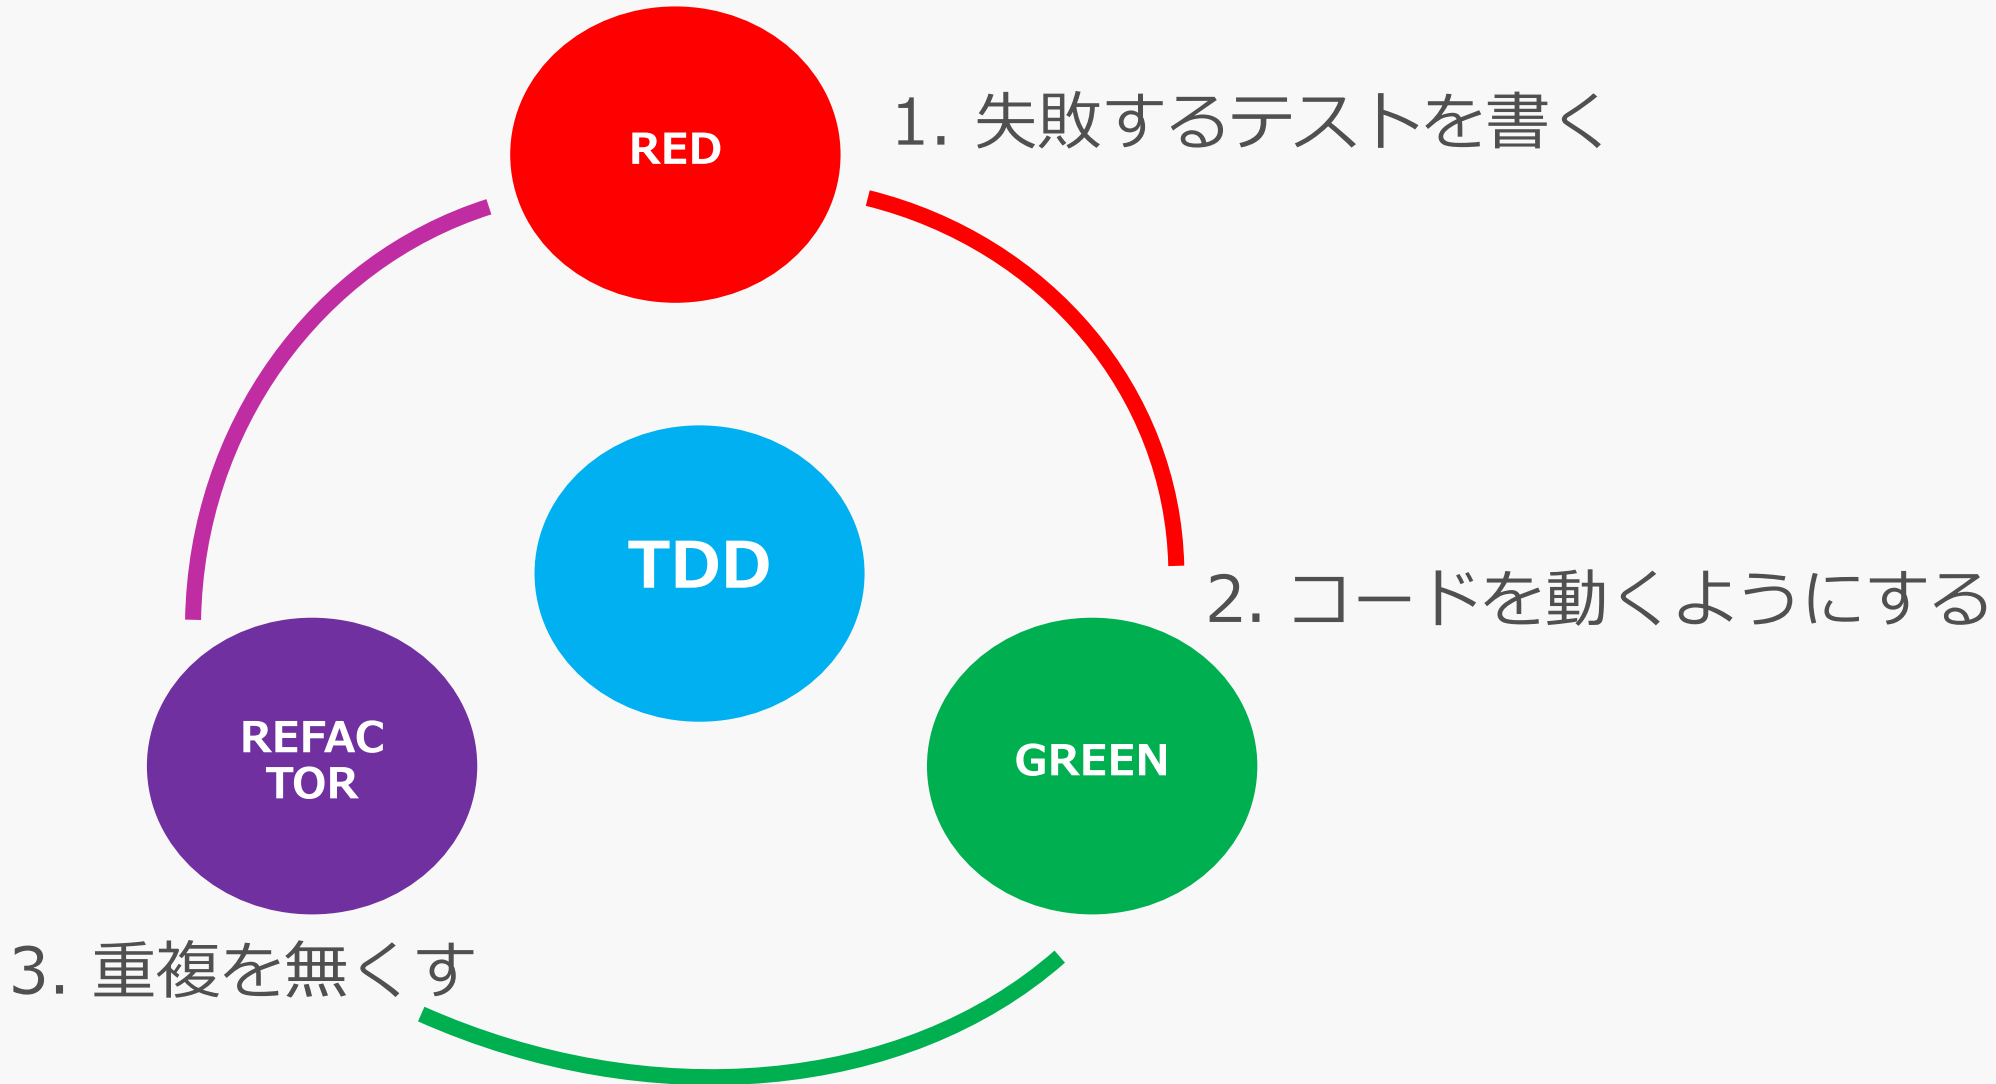 RED
1. 失敗するテストを書く
TDD
2. コードを動くようにする
GREEN
REFAC
TOR
3. 重複を無くす